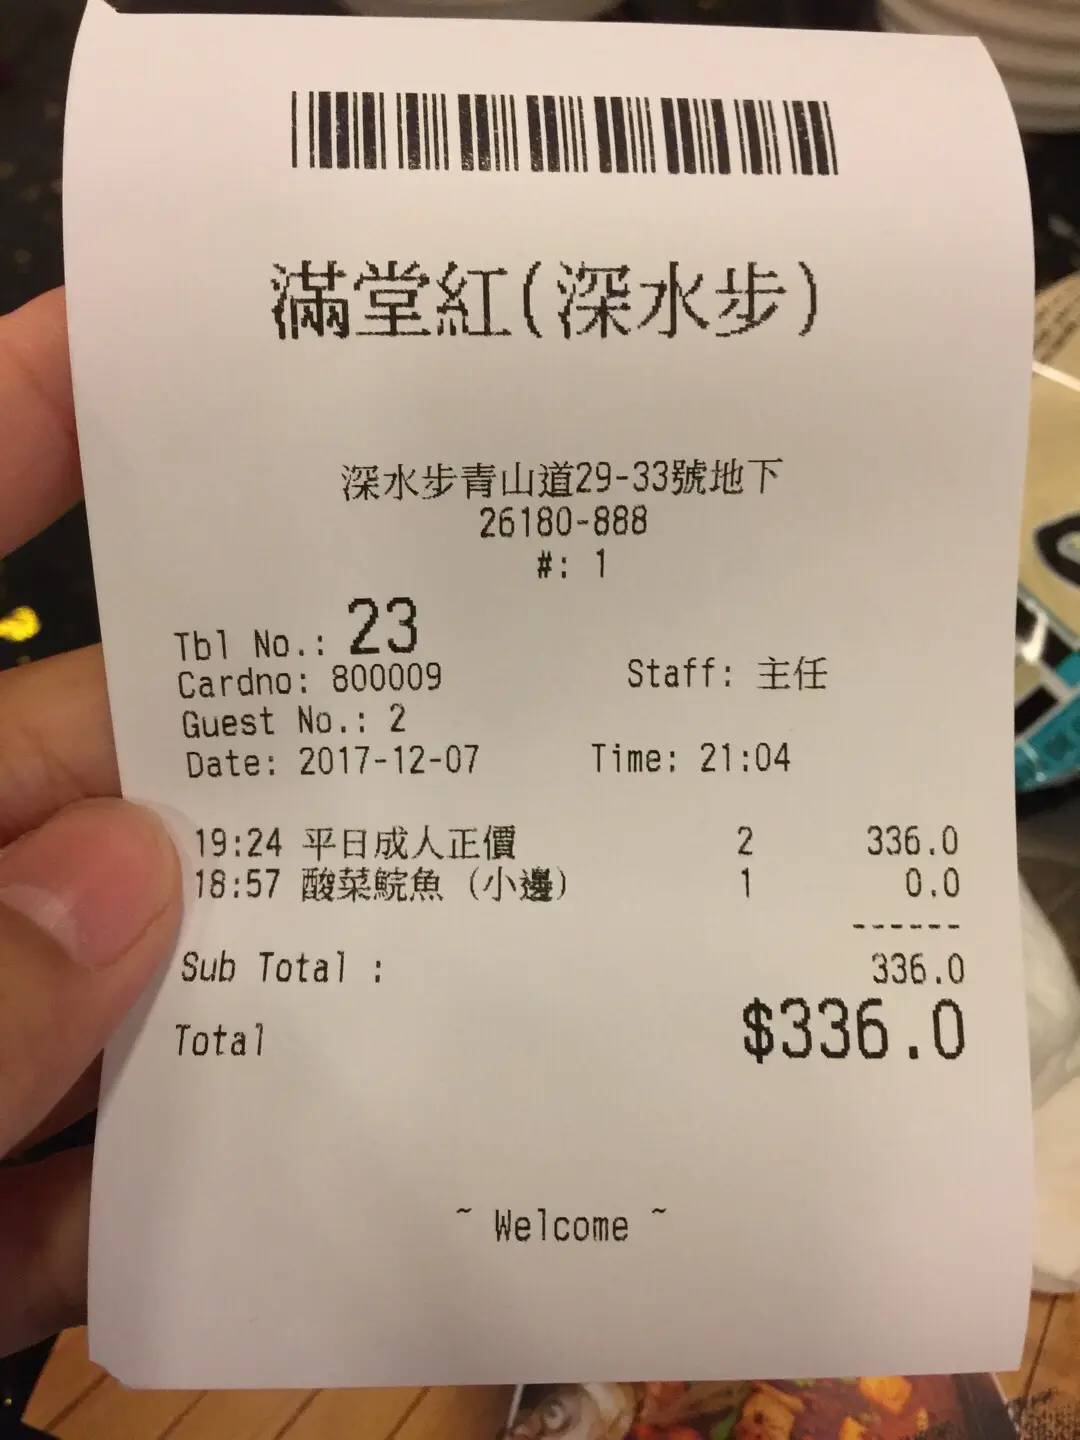 滿堂紅(深水步)
深水步青山道29-33號地下
26180-888
#: 1
Tbl No.: 23
Cardno: 800009 Staff: 主任
Guest No.: 2
Date: 2017-12-07 Time: 21:04
19:24 平日成人正價 2 336.0
18:57 酸菜鯇魚 (小邊) 1 0.0
------
Sub Total : 336.0
Total $336.0
~ Welcome ~